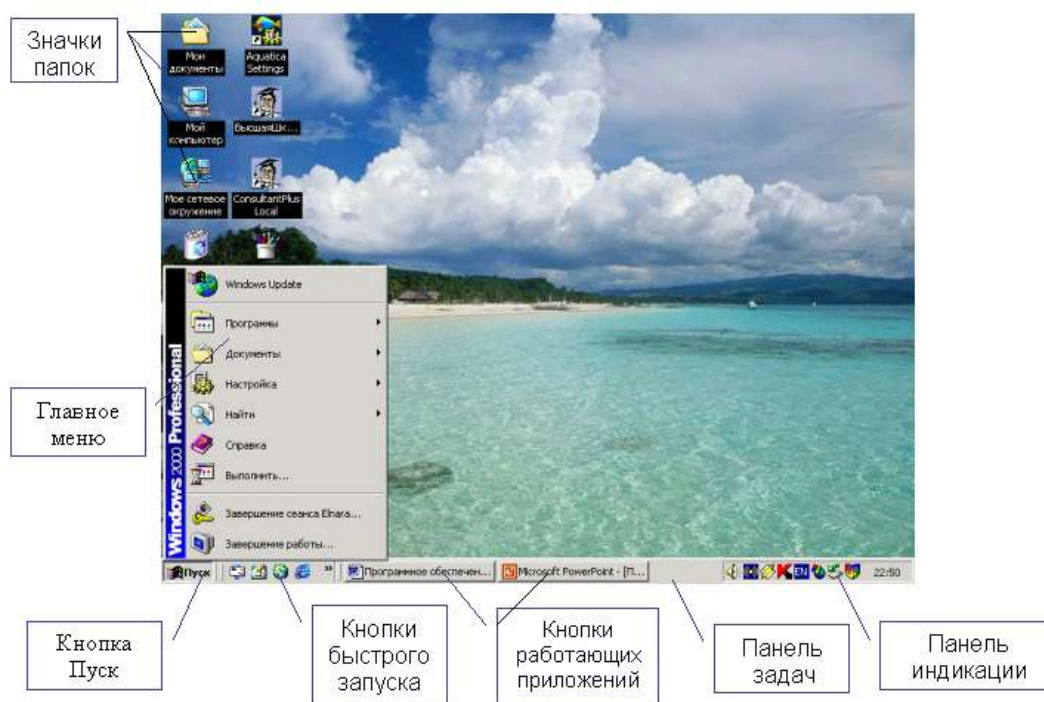 Значки
папок
Мои
документы
Aquatica
Settings
Мой
компьютер
ВысшаяШк...
Мое сетевое
окружение
ConsultantPlus
Local
Windows 2000 Professional
Windows Update
Программы
Документы
Настройка
Найти
Справка
Выполнить...
Завершение сеанса Elnara...
Завершение работы...
Главное
меню
Пуск
»
Программное обеспечен...
Microsoft PowerPoint - [П...
EN
22:50
Кнопка
Пуск
Кнопки
быстрого
запуска
Кнопки
работающих
приложений
Панель
задач
Панель
индикации